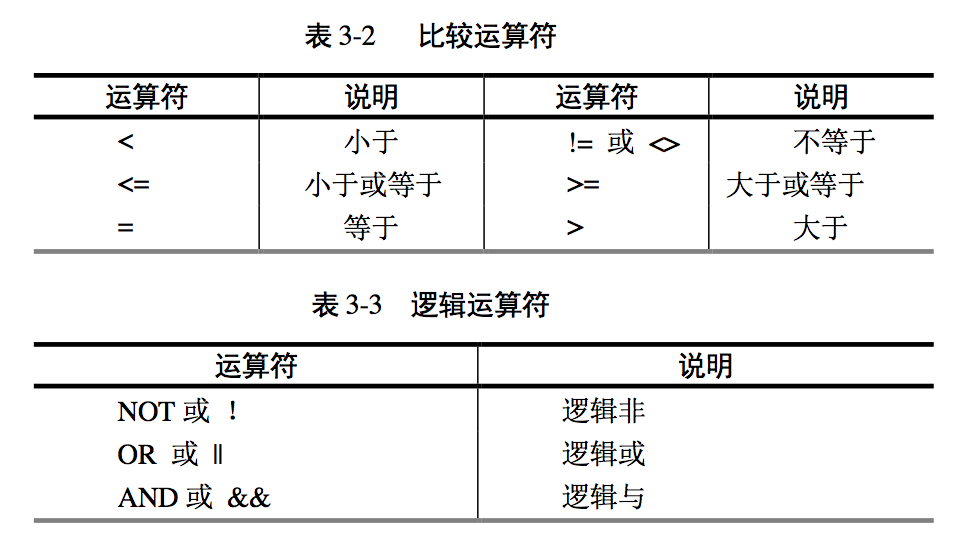 表 3-2 比较运算符
运算符 说明 运算符 说明
< 小于 != 或 <> 不等于
<= 小于或等于 >= 大于或等于
= 等于 > 大于
表 3-3 逻辑运算符
运算符 说明
NOT 或 ! 逻辑非
OR 或 || 逻辑或
AND 或 && 逻辑与